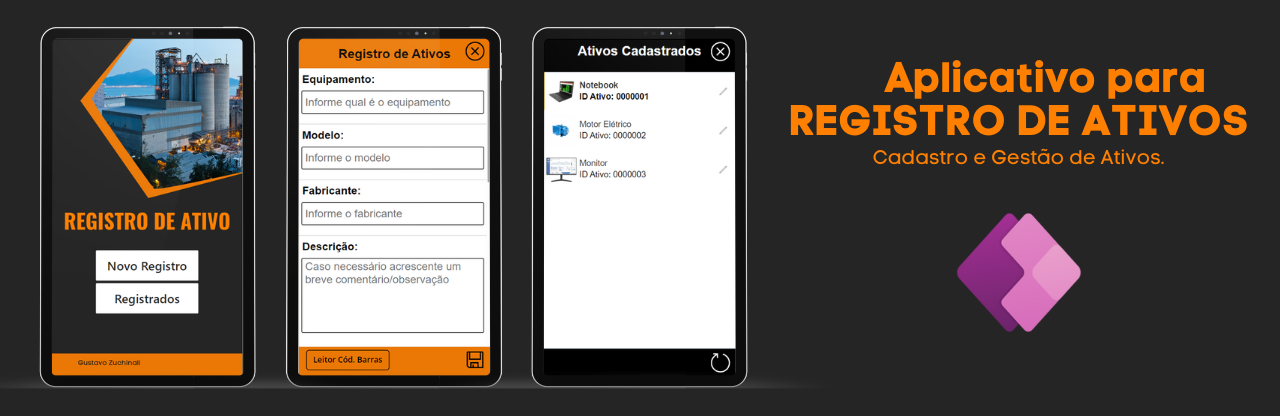 REGISTRO DE ATIVO
Novo Registro
Registrados
Gustavo Zuchinali
Registro de Ativos
Equipamento:
Informe qual é o equipamento
Modelo:
Informe o modelo
Fabricante:
Informe o fabricante
Descrição:
Caso necessário acrescente um
breve comentário/observação
Leitor Cód. Barras
Ativos Cadastrados
Notebook
ID Ativo: 0000001
Motor Elétrico
ID Ativo: 0000002
Monitor
ID Ativo: 0000003
Aplicativo para
REGISTRO DE ATIVOS
Cadastro e Gestão de Ativos.